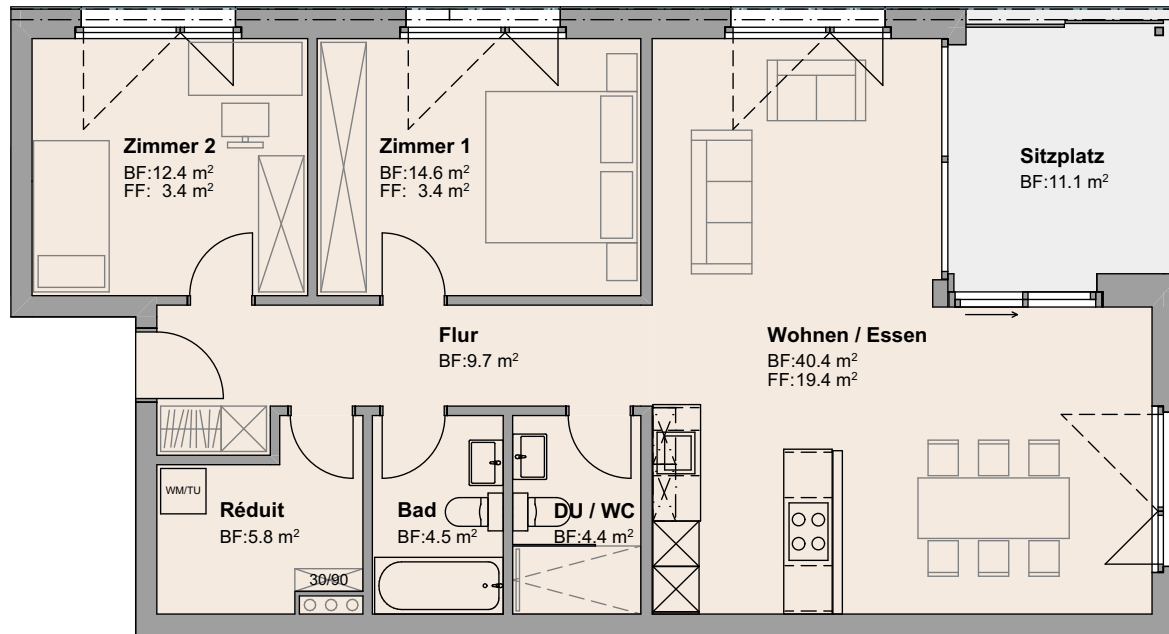 Zimmer 2
BF:12.4 m²
FF: 3.4 m²
Zimmer 1
BF:14.6 m²
FF: 3.4 m²
Sitzplatz
BF:11.1 m²
Flur
BF:9.7 m²
Wohnen / Essen
BF:40.4 m²
FF:19.4 m²
WM/TU
Réduit
BF:5.8 m²
Bad
BF:4.5 m²
DU / WC
BF:4.4 m²
30/90